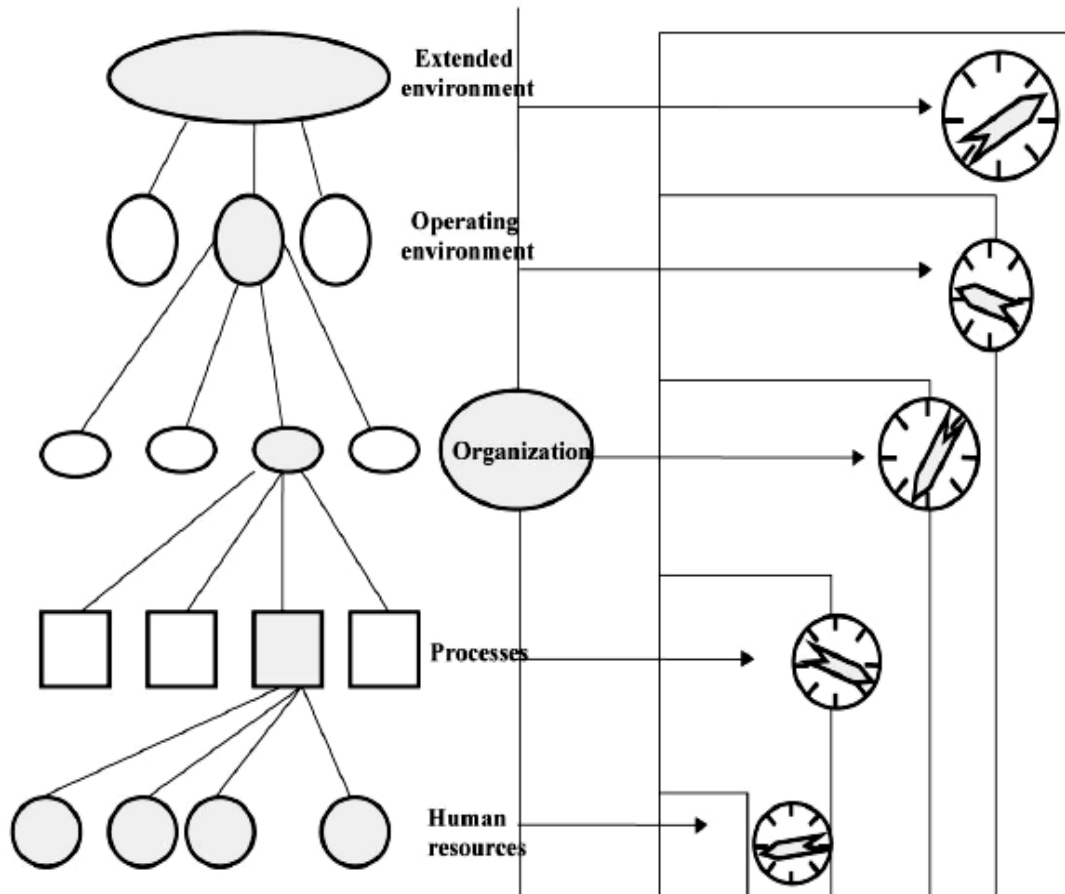 Extended
environment
Operating
environment
Organization
Processes
Human
resources